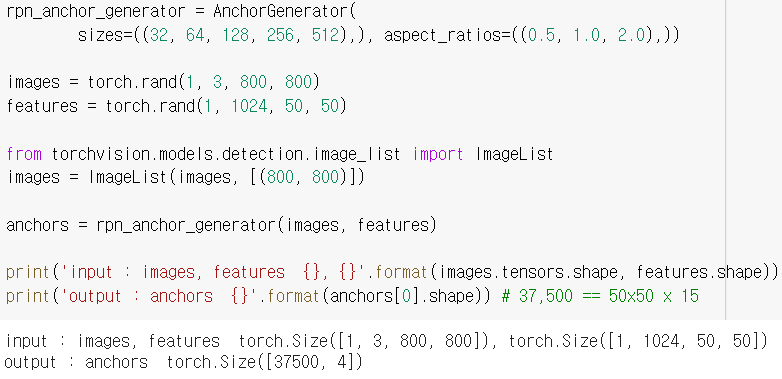 rpn_anchor_generator = AnchorGenerator(
sizes=((32, 64, 128, 256, 512),), aspect_ratios=((0.5, 1.0, 2.0),))
images = torch.rand(1, 3, 800, 800)
features = torch.rand(1, 1024, 50, 50)
from torchvision.models.detection.image_list import ImageList
images = ImageList(images, [(800, 800)])
anchors = rpn_anchor_generator(images, features)
print('input : images, features  {}, {}'.format(images.tensors.shape, features.shape))
print('output : anchors  {}'.format(anchors[0].shape)) # 37,500 == 50x50 x 15
input : images, features  torch.Size([1, 3, 800, 800]), torch.Size([1, 1024, 50, 50])
output : anchors  torch.Size([37500, 4])